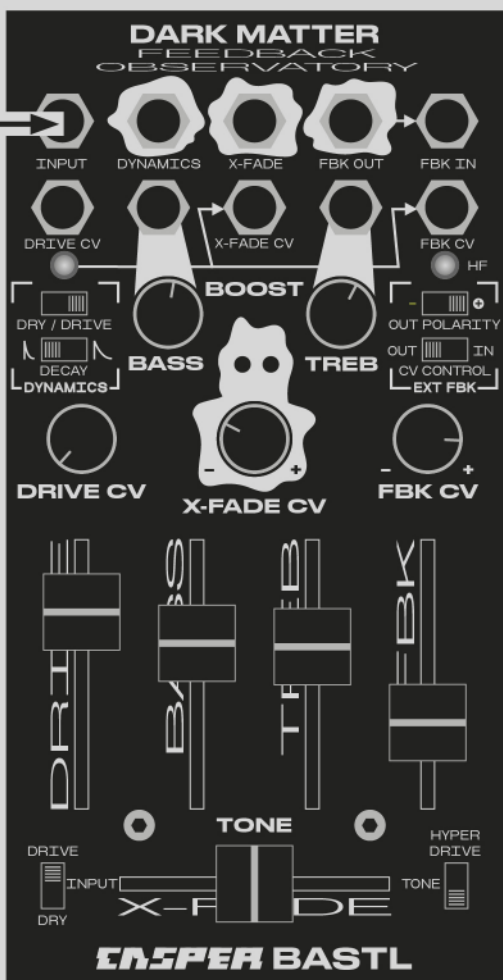 DARK MATTER
FEEDBACK
OBSERVATORY
INPUT DYNAMICS X-FADE FBK OUT FBK IN
DRIVE CV X-FADE CV FBK CV
HF
BOOST
DRY / DRIVE - + OUT POLARITY
BASS TREB
OUT IN
DECAY CV CONTROL
DYNAMICS EXT FBK
- + - +
DRIVE CV X-FADE CV FBK CV
DRIVE BASS TREB FBK
TONE
DRIVE HYPER DRIVE
INPUT TONE
DRY X-FADE
CASPER BASTL